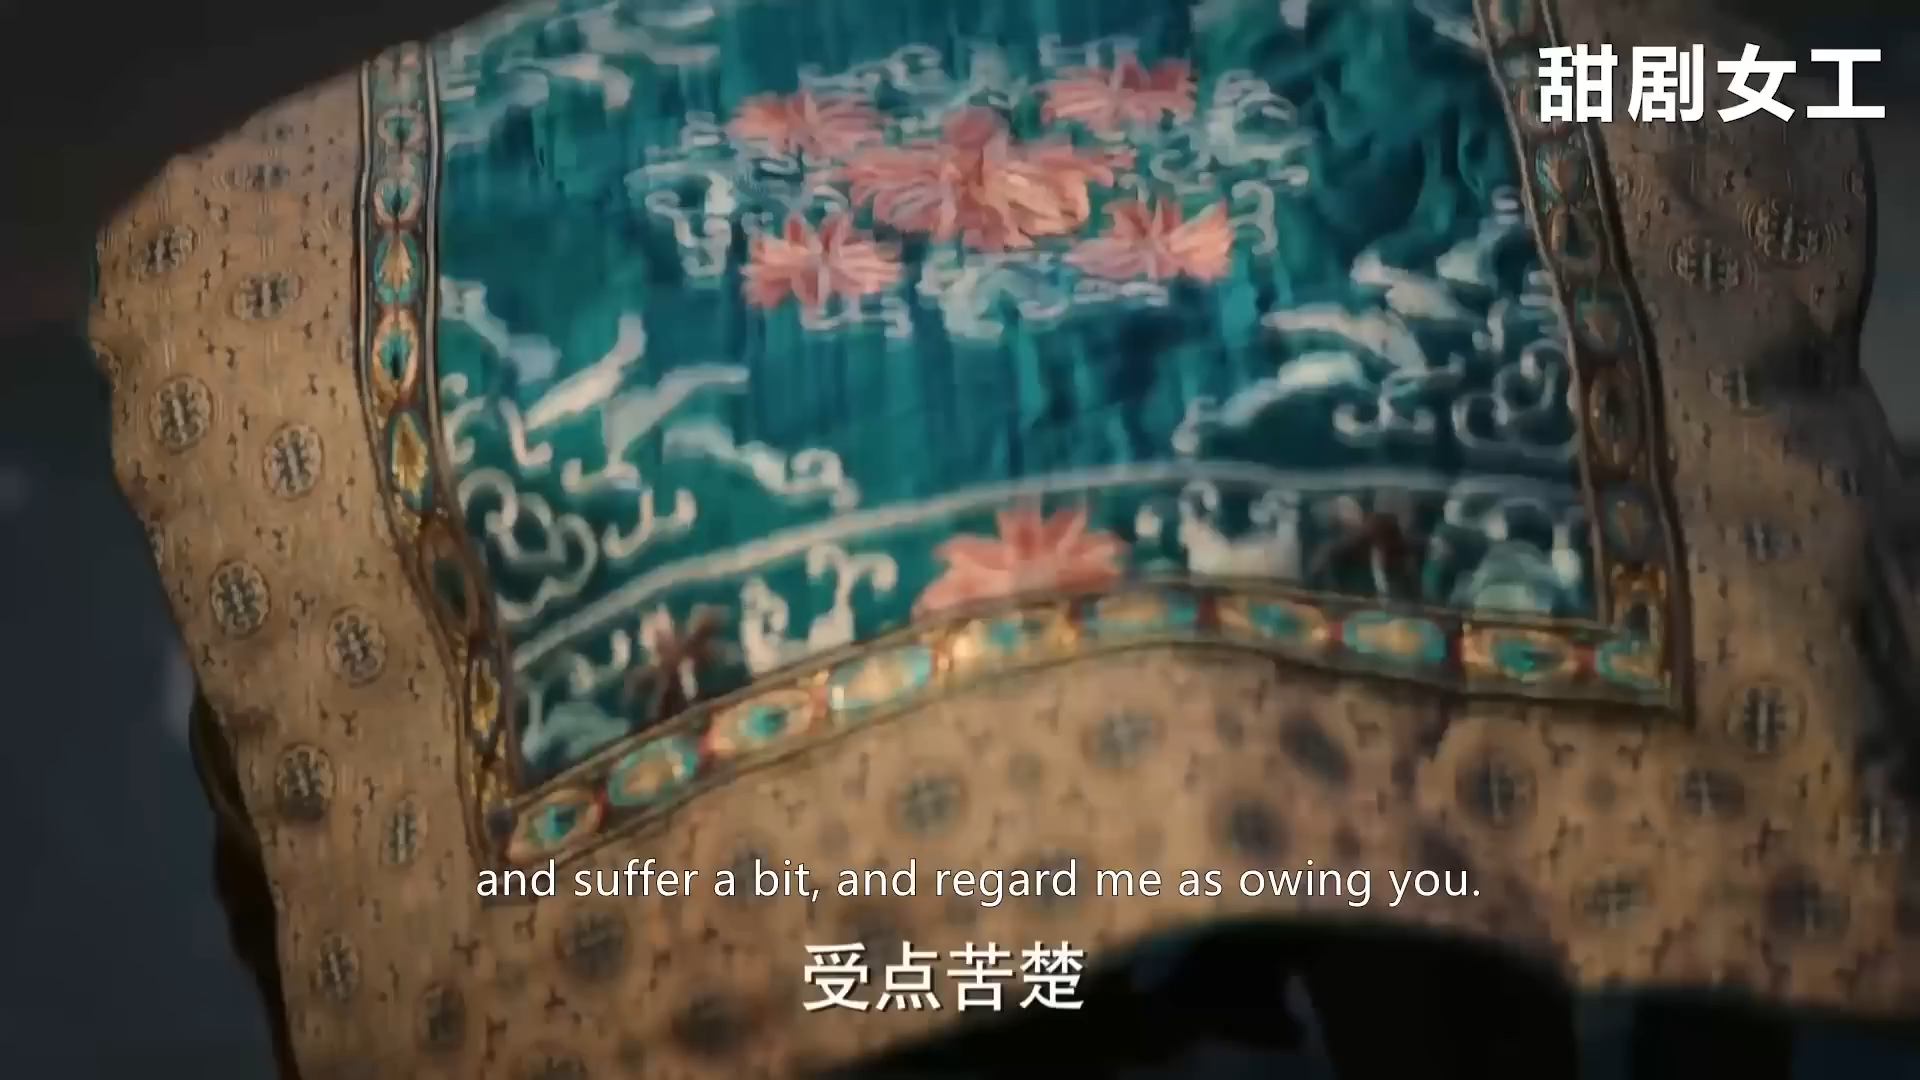 甜剧女工
and suffer a bit, and regard me as owing you.
受点苦楚